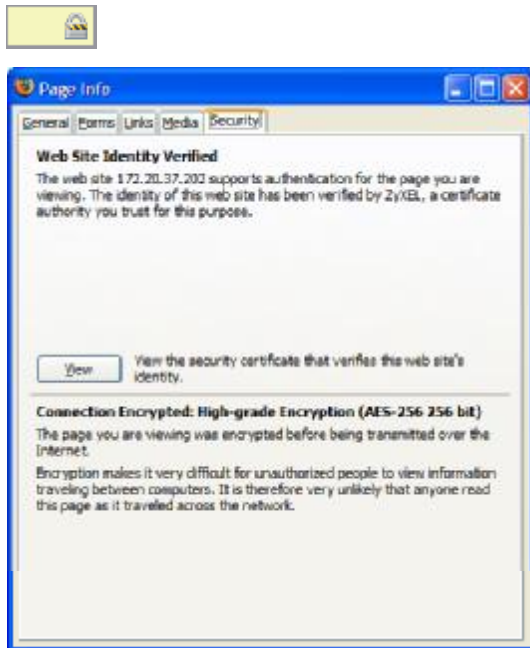 Page Info
General Forms Links Media Security
Web Site Identity Verified
The web site 172.20.37.202 supports authentication for the page you are
viewing. The identity of this web site has been verified by ZyXEL, a certificate
authority you trust for this purpose.
View
View the security certificate that verifies this web site's
identity.
Connection Encrypted: High-grade Encryption (AES-256 256 bit)
The page you are viewing was encrypted before being transmitted over the
Internet.
Encryption makes it very difficult for unauthorized people to view information
traveling between computers. It is therefore very unlikely that anyone read
this page as it traveled across the network.